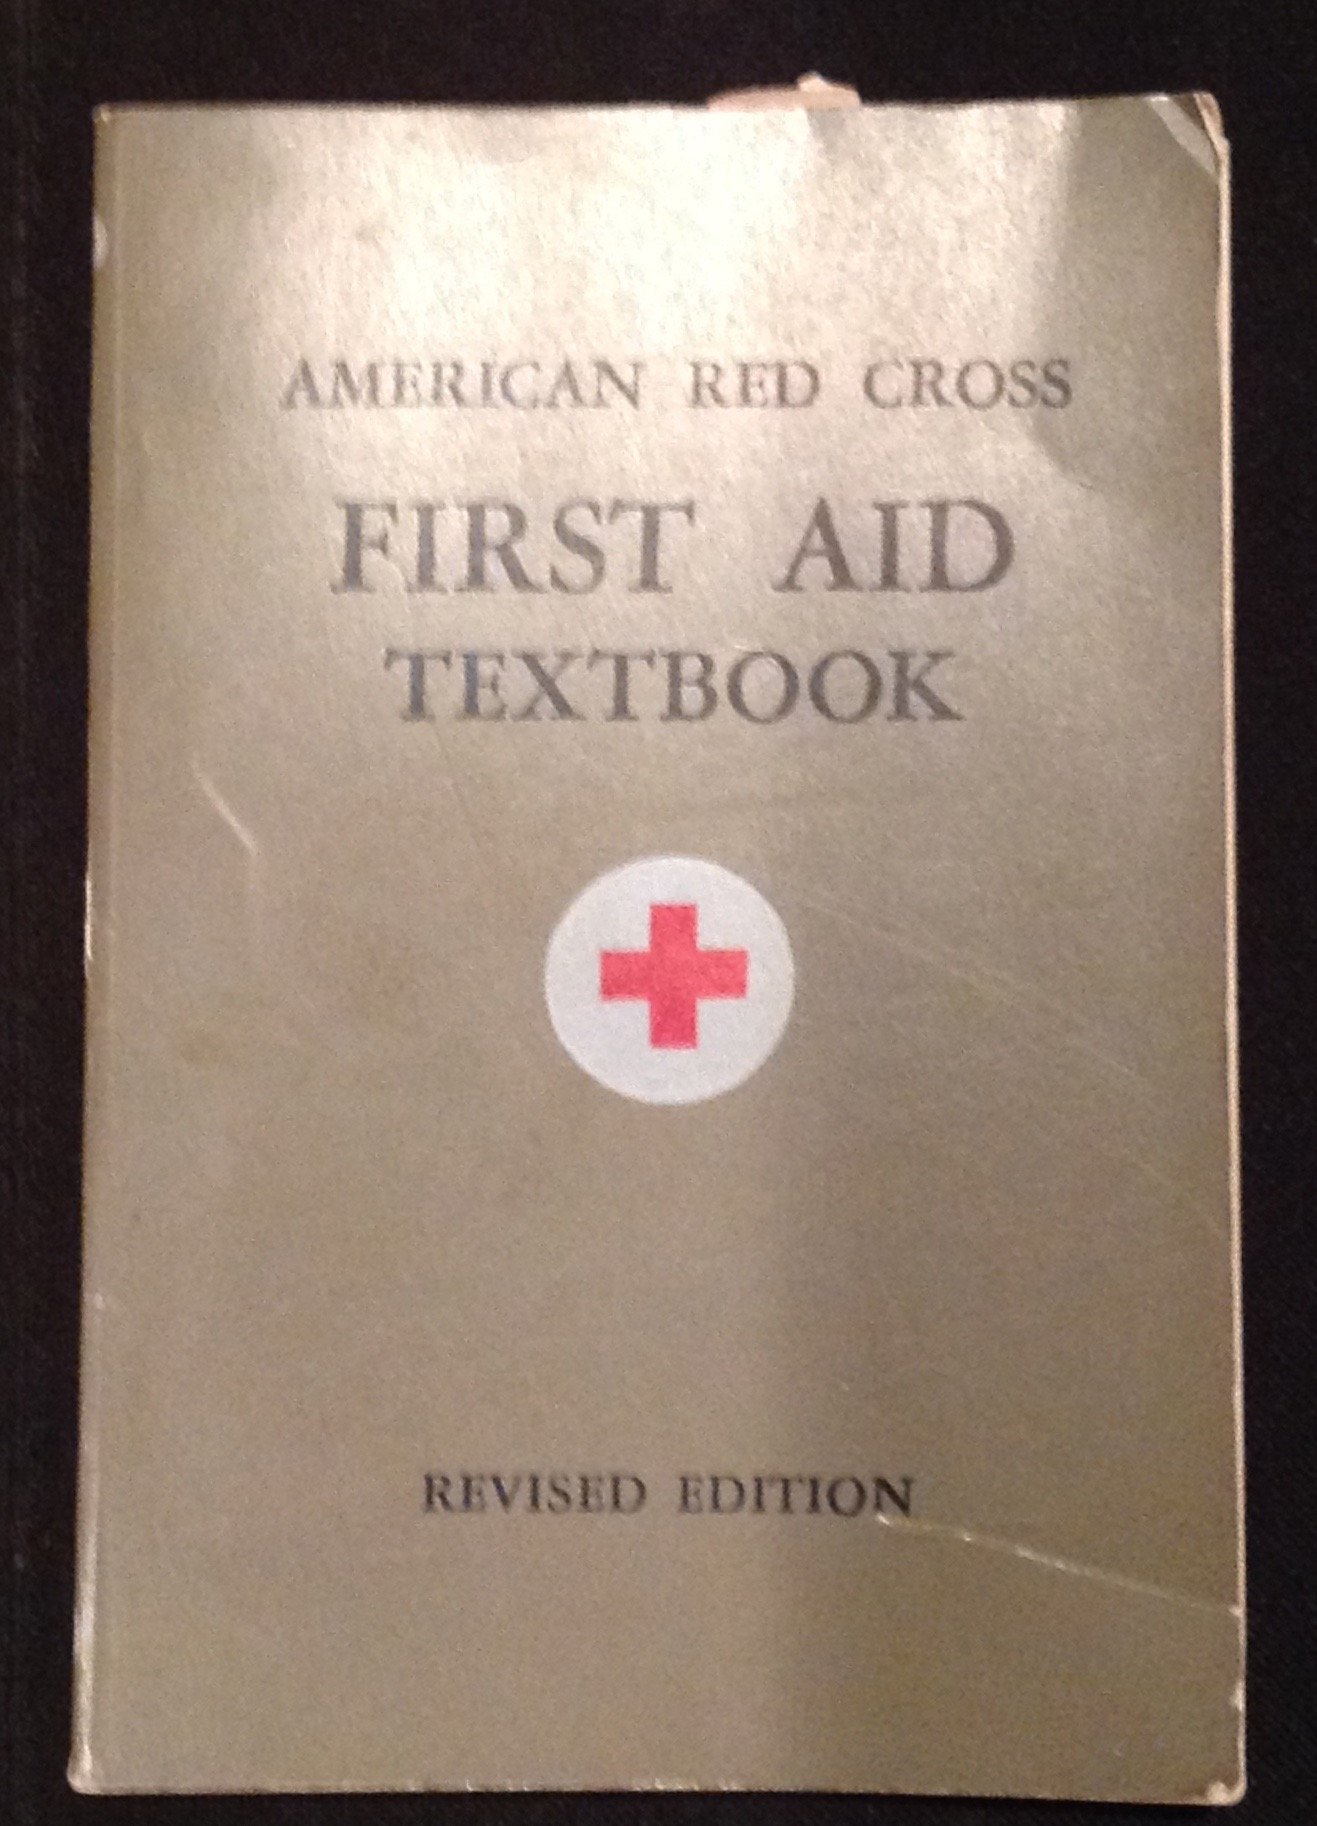 AMERICAN RED CROSS
FIRST AID
TEXTBOOK
REVISED EDITION